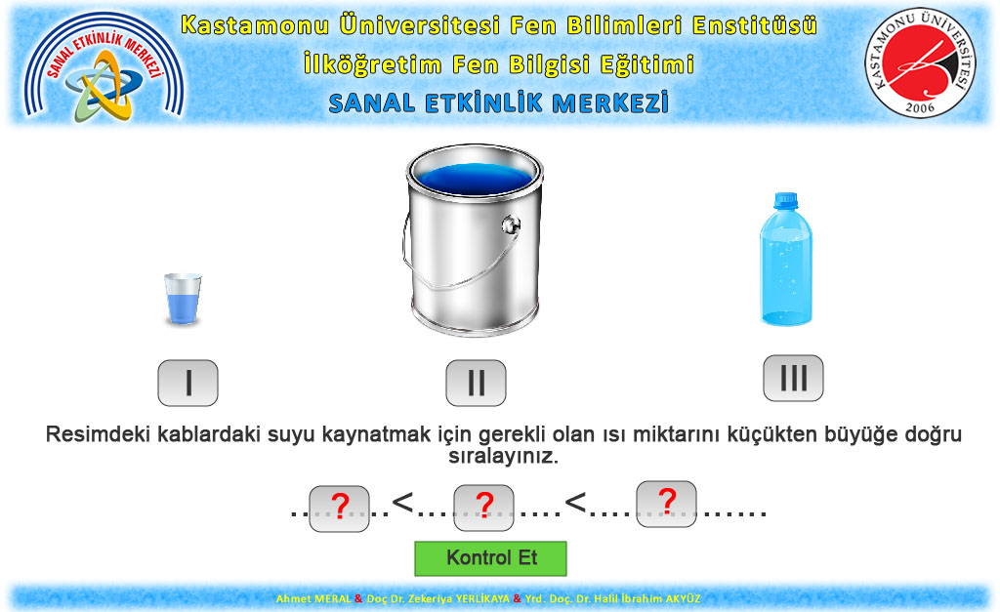 Kastamonu Üniversitesi Fen Bilimleri Enstitüsü
İlköğretim Fen Bilgisi Eğitimi
SANAL ETKİNLİK MERKEZİ
SANAL ETKİNLİK MERKEZİ
KASTAMONU ÜNİVERSİTESİ
2006
I
II
III
Resimdeki kablardaki suyu kaynatmak için gerekli olan ısı miktarını küçükten büyüğe doğru
sıralayınız.
..?..<....?....<....?......
Kontrol Et
Ahmet MERAL & Doç Dr. Zekeriya YERLİKAYA & Yrd. Doç. Dr. Halil İbrahim AKYÜZ